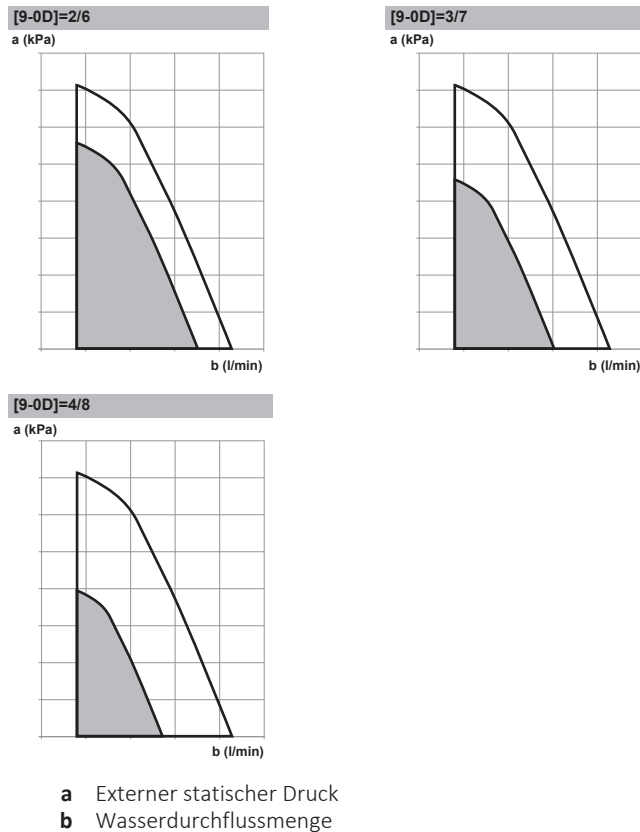 [9-0D]=2/6
a (kPa)
b (l/min)
[9-0D]=3/7
a (kPa)
b (l/min)
[9-0D]=4/8
a (kPa)
b (l/min)
a Externer statischer Druck
b Wasserdurchflussmenge